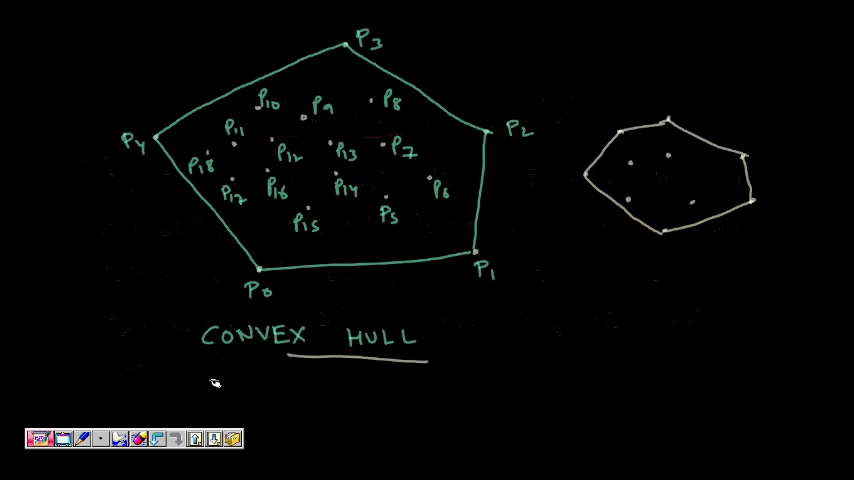 P3
P10 P9 P8
P11
P4 P2
P18 P12 P13 P7
P17 P16 P14 P6
P15 P5
P0 P1
CONVEX HULL